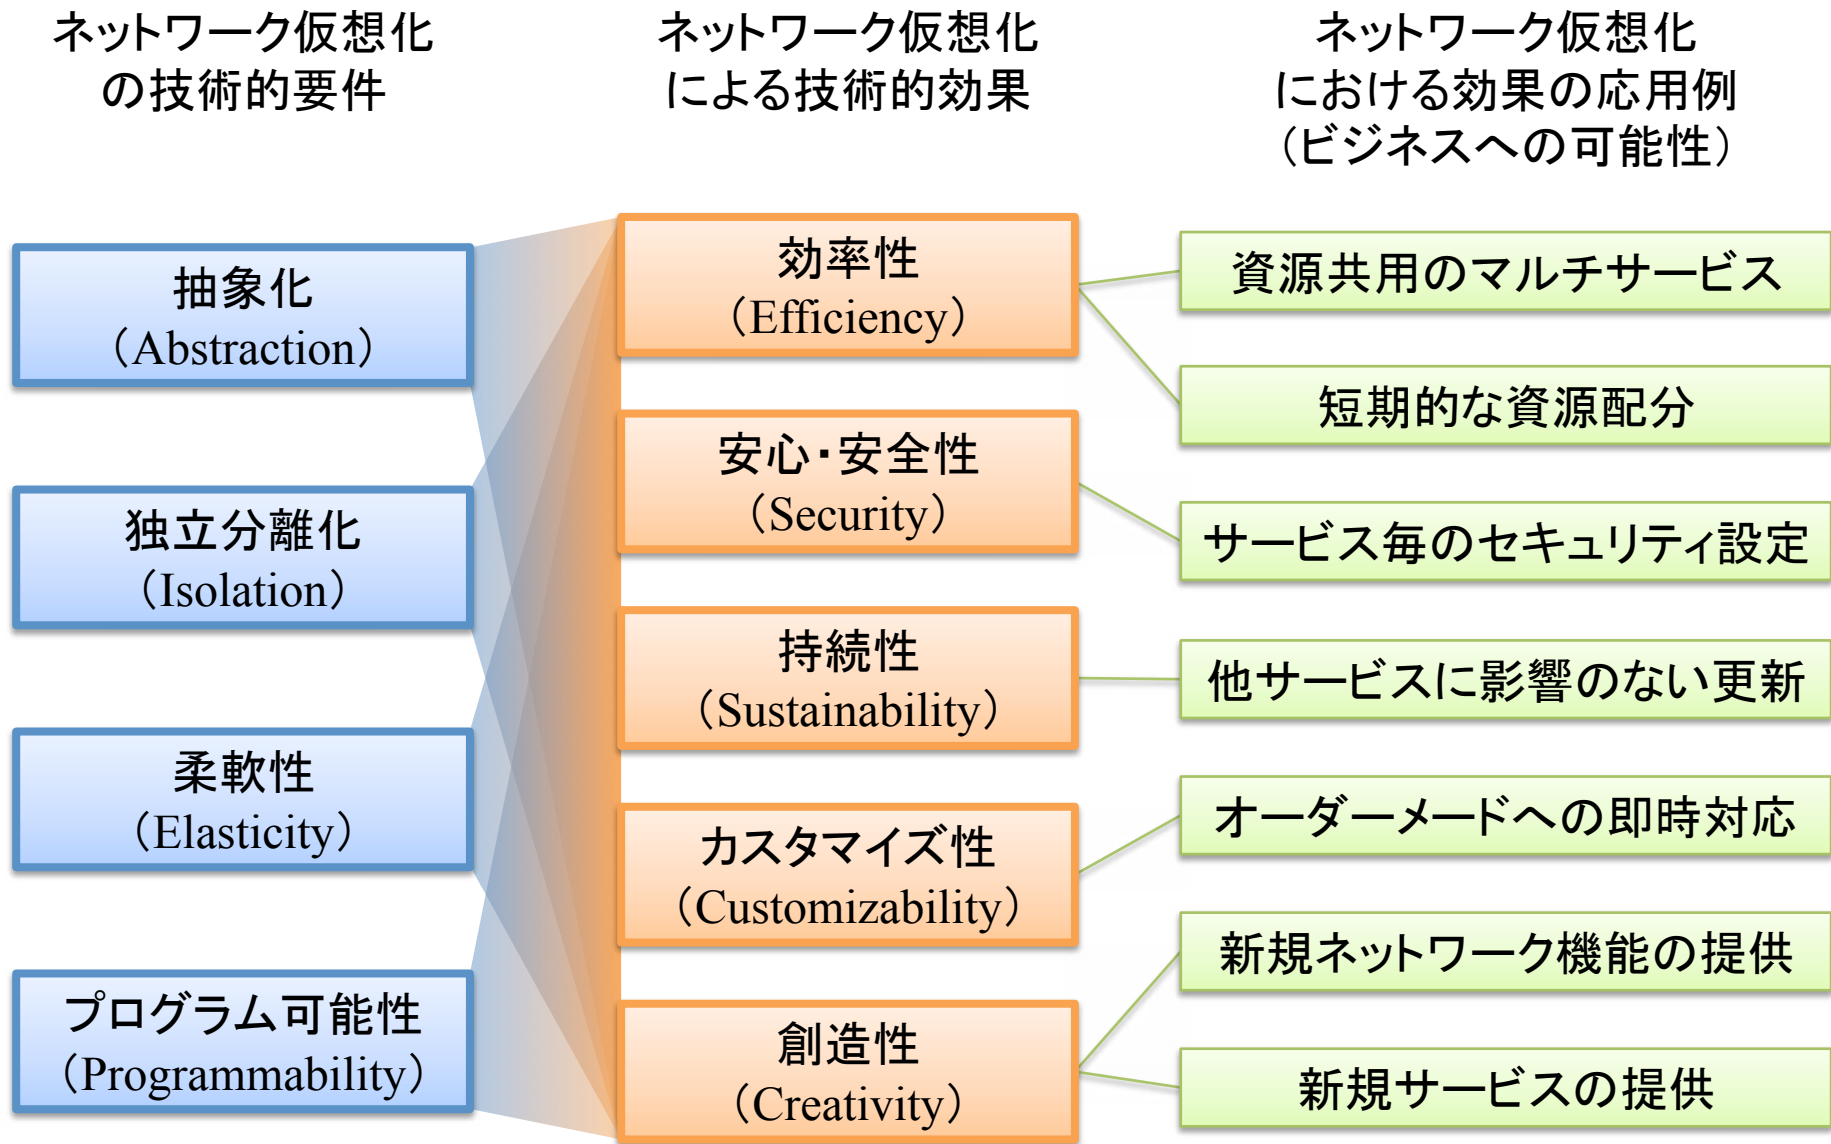 ネットワーク仮想化
の技術的要件
ネットワーク仮想化
による技術的効果
ネットワーク仮想化
における効果の応用例
（ビジネスへの可能性）
抽象化
（Abstraction）
独立分離化
（Isolation）
柔軟性
（Elasticity）
プログラム可能性
（Programmability）
効率性
（Efficiency）
安心・安全性
（Security）
持続性
（Sustainability）
カスタマイズ性
（Customizability）
創造性
（Creativity）
資源共用のマルチサービス
短期的な資源配分
サービス毎のセキュリティ設定
他サービスに影響のない更新
オーダーメードへの即時対応
新規ネットワーク機能の提供
新規サービスの提供